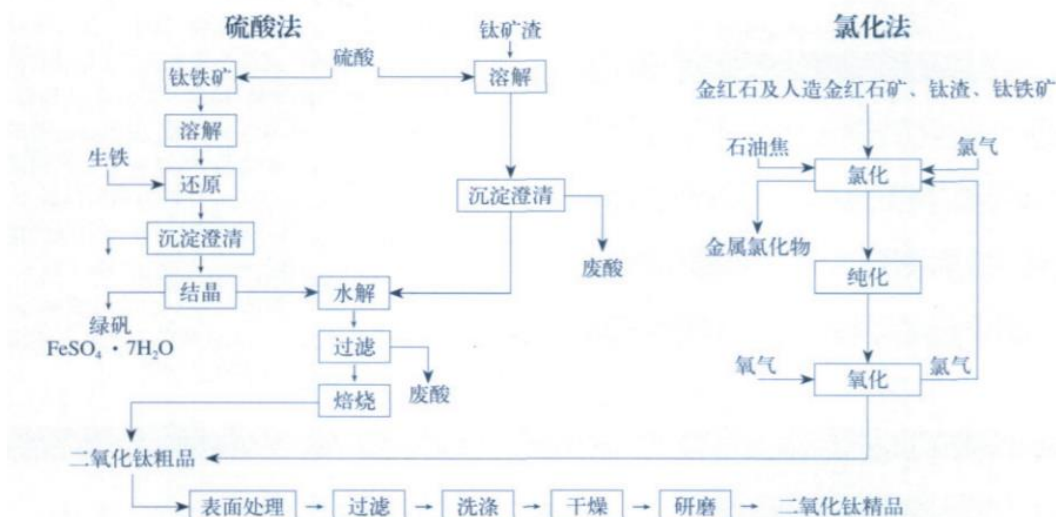 硫酸法
氯化法
钛矿渣
硫酸
钛铁矿
溶解
溶解
生铁
还原
沉淀澄清
沉淀澄清
废酸
结晶
水解
绿矾
FeSO₄·7H₂O
过滤
废酸
焙烧
金红石及人造金红石矿、钛渣、钛铁矿
石油焦
氯气
氯化
金属氯化物
纯化
氧气
氧化
氯气
二氧化钛粗品
表面处理
过滤
洗涤
干燥
研磨
二氧化钛精品